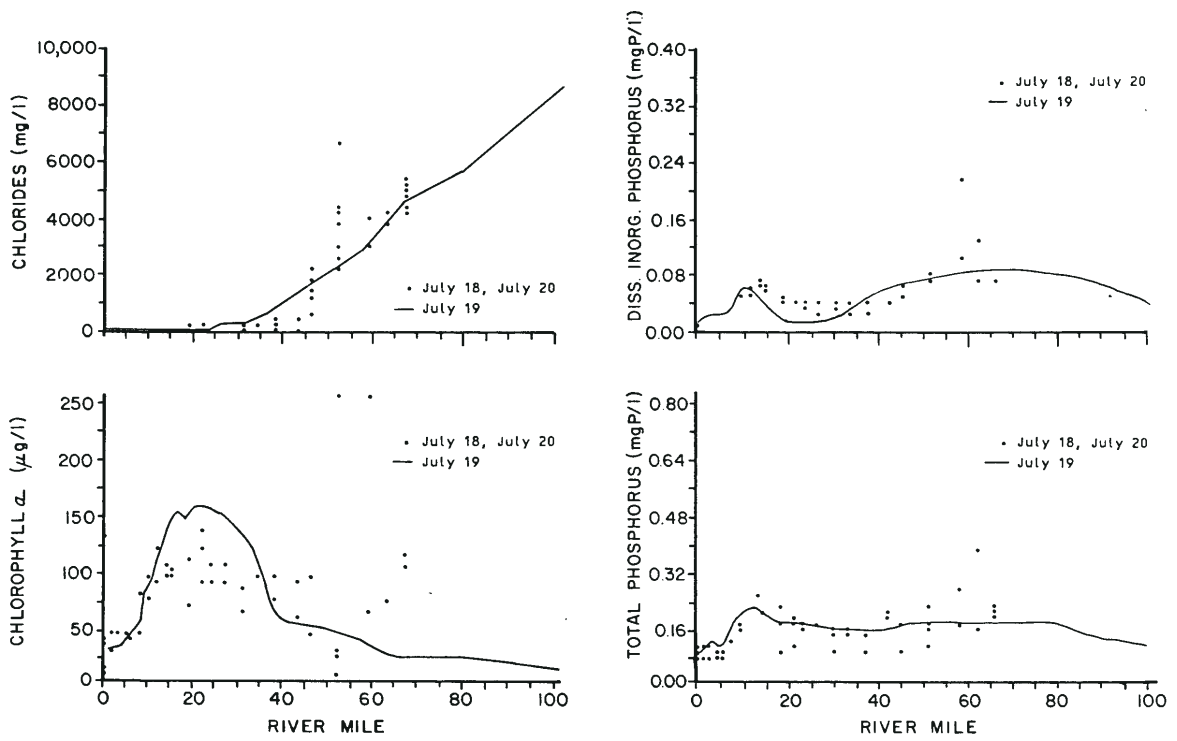 CHLORIDES (mg/l)
10,000
8000
6000
4000
2000
0
July 18, July 20
July 19
DISS. INORG. PHOSPHORUS (mgP/l)
0.40
0.32
0.24
0.16
0.08
0.00
July 18, July 20
July 19
CHLOROPHYLL a (μg/l)
250
200
150
100
50
0
July 18, July 20
July 19
0 20 40 60 80 100
RIVER MILE
TOTAL PHOSPHORUS (mgP/l)
0.80
0.64
0.48
0.32
0.16
0.00
July 18, July 20
July 19
0 20 40 60 80 100
RIVER MILE